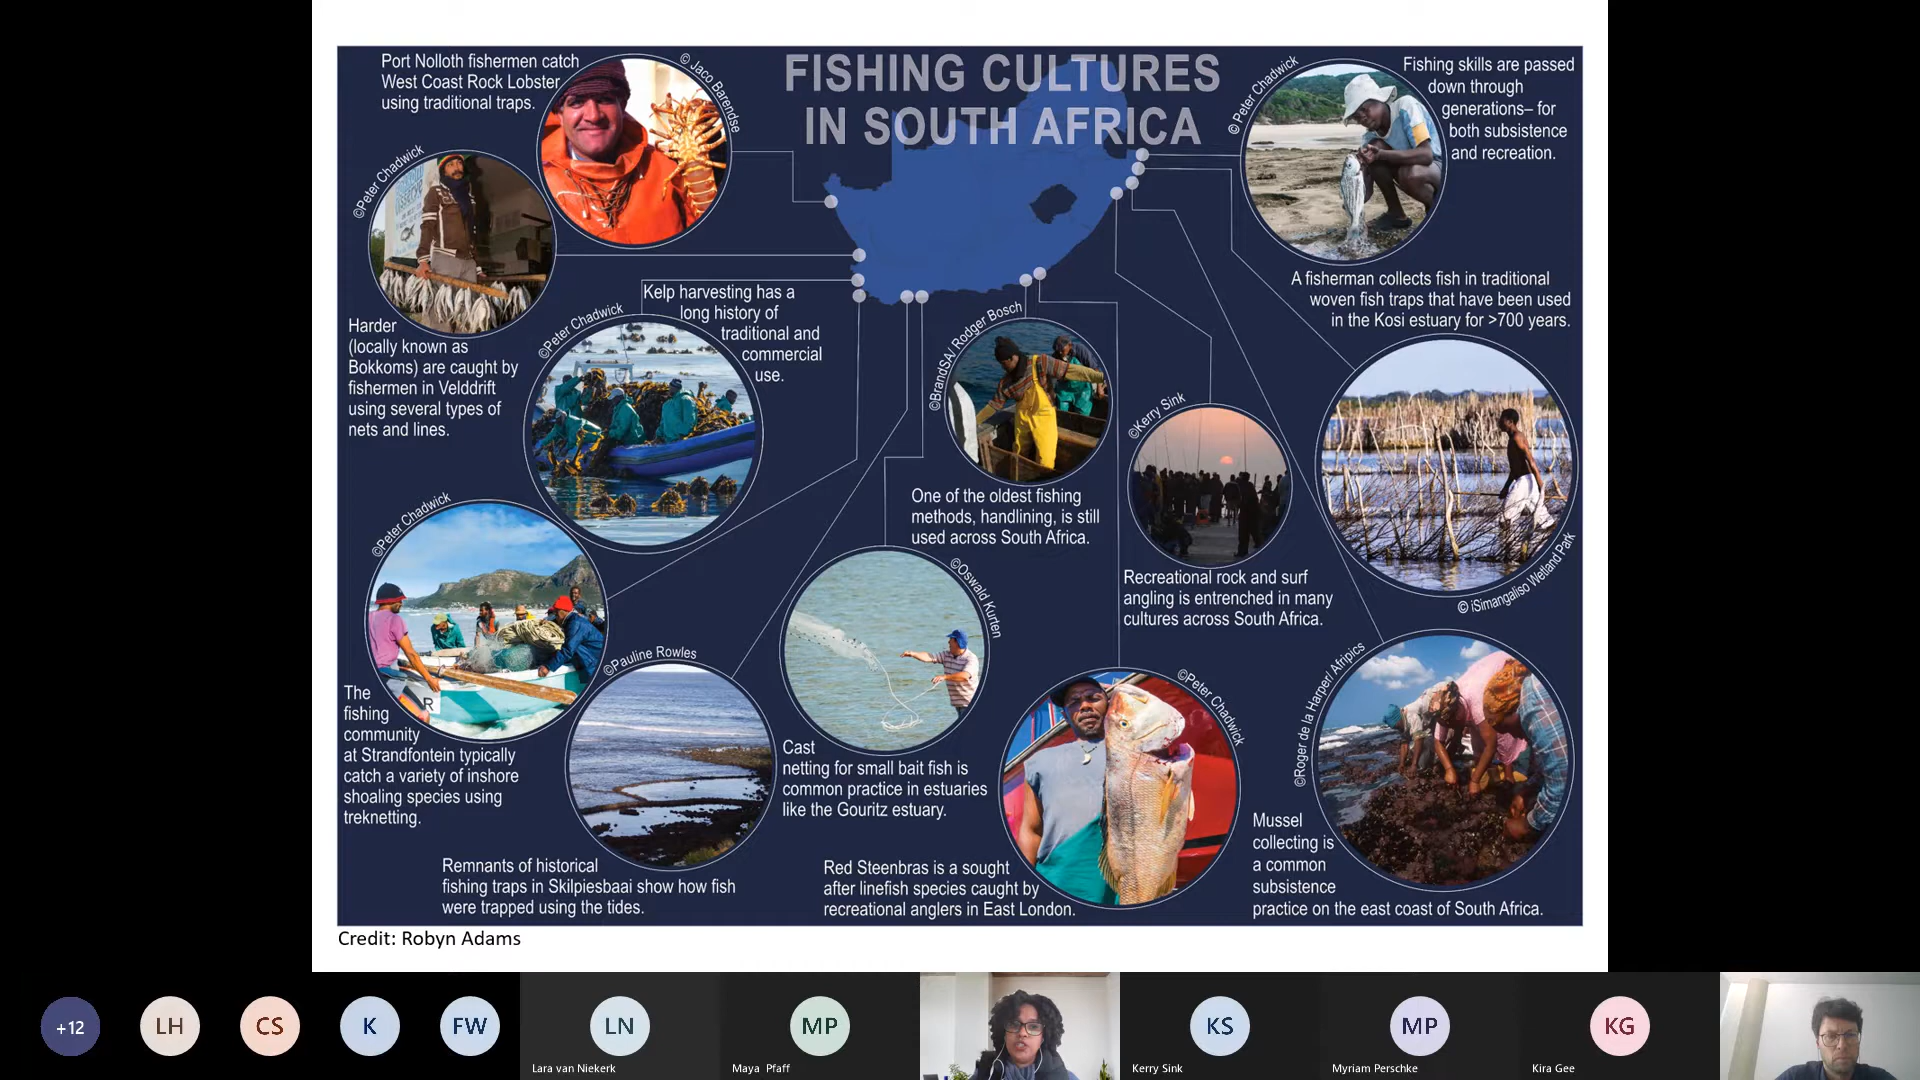 FISHING CULTURES
IN SOUTH AFRICA
Port Nolloth fishermen catch
West Coast Rock Lobster
using traditional traps.
© Jaco Barendse
©Peter Chadwick
Harder
(locally known as
Bokkoms) are caught by
fishermen in Velddrift
using several types of
nets and lines.
Kelp harvesting has a
long history of
traditional and
commercial
use.
©Peter Chadwick
©Peter Chadwick
The
fishing
community
at Strandfontein typically
catch a variety of inshore
shoaling species using
treknetting.
R
©Pauline Rowles
Remnants of historical
fishing traps in Skilpiesbaai show how fish
were trapped using the tides.
©Oswald Kurten
Cast
netting for small bait fish is
common practice in estuaries
like the Gouritz estuary.
©BrandSA/ Rodger Bosch
One of the oldest fishing
methods, handlining, is still
used across South Africa.
©Peter Chadwick
Red Steenbras is a sought
after linefish species caught by
recreational anglers in East London.
©Kerry Sink
Recreational rock and surf
angling is entrenched in many
cultures across South Africa.
© Peter Chadwick
Fishing skills are passed
down through
generations– for
both subsistence
and recreation.
A fisherman collects fish in traditional
woven fish traps that have been used
in the Kosi estuary for >700 years.
© iSimangaliso Wetland Park
©Roger de la Harper/ Afripics
Mussel
collecting is
a common
subsistence
practice on the east coast of South Africa.
Credit: Robyn Adams
+12
LH
CS
K
FW
LN
Lara van Niekerk
MP
Maya Pfaff
KS
Kerry Sink
MP
Myriam Perschke
KG
Kira Gee